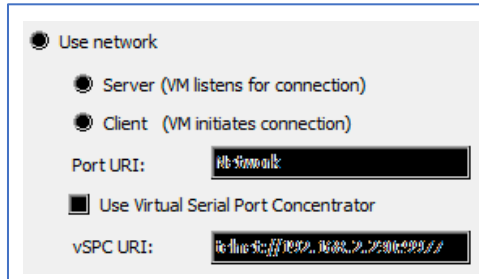 Use network
Server (VM listens for connection)
Client (VM initiates connection)
Port URI:
Use Virtual Serial Port Concentrator
vSPC URI: